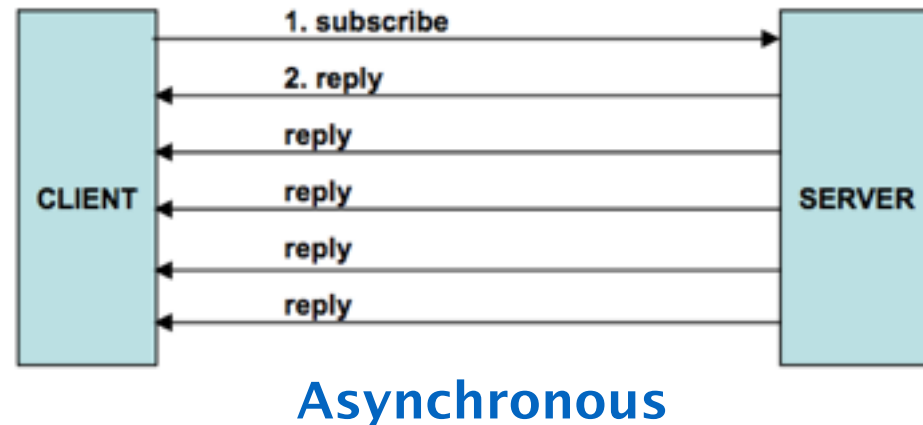 1. subscribe
2. reply
reply
CLIENT
reply
SERVER
reply
reply
Asynchronous